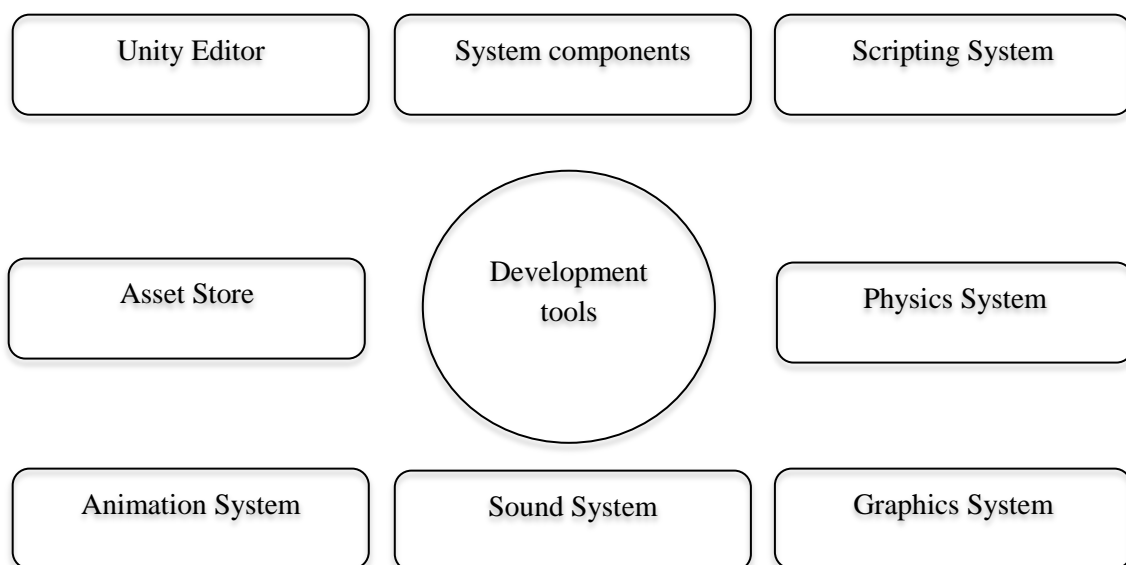 Unity Editor
System components
Scripting System
Asset Store
Development
tools
Physics System
Animation System
Sound System
Graphics System